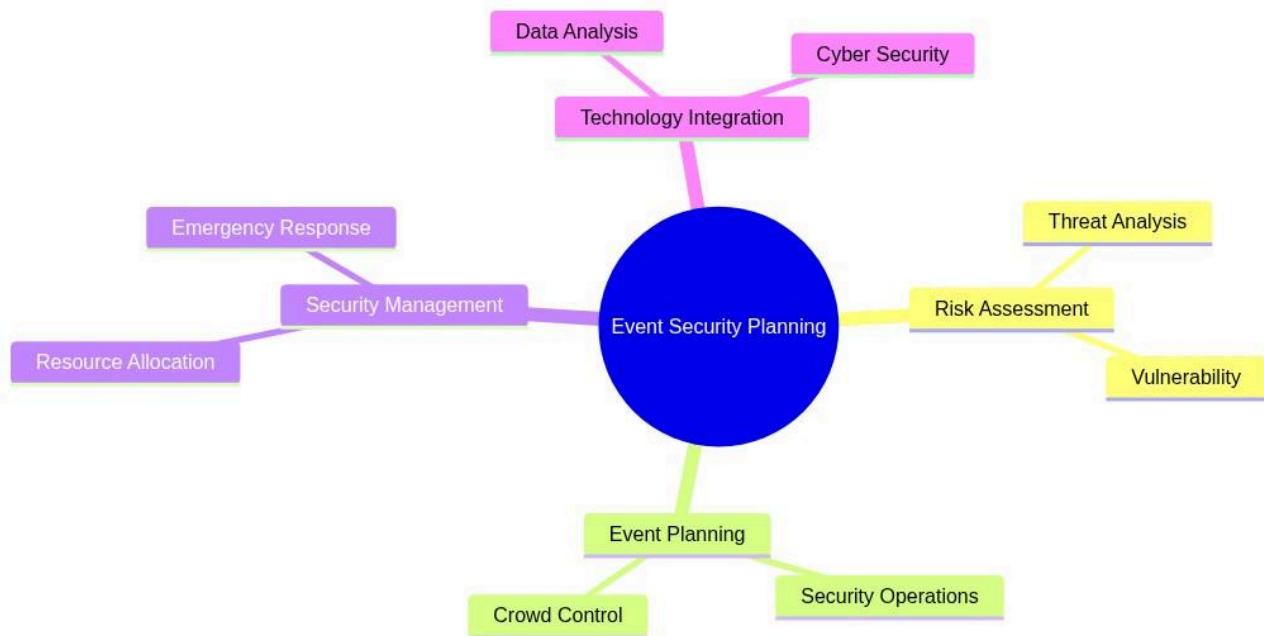 Data Analysis
Cyber Security
Technology Integration
Emergency Response
Threat Analysis
Security Management
Event Security Planning
Risk Assessment
Resource Allocation
Vulnerability
Event Planning
Security Operations
Crowd Control